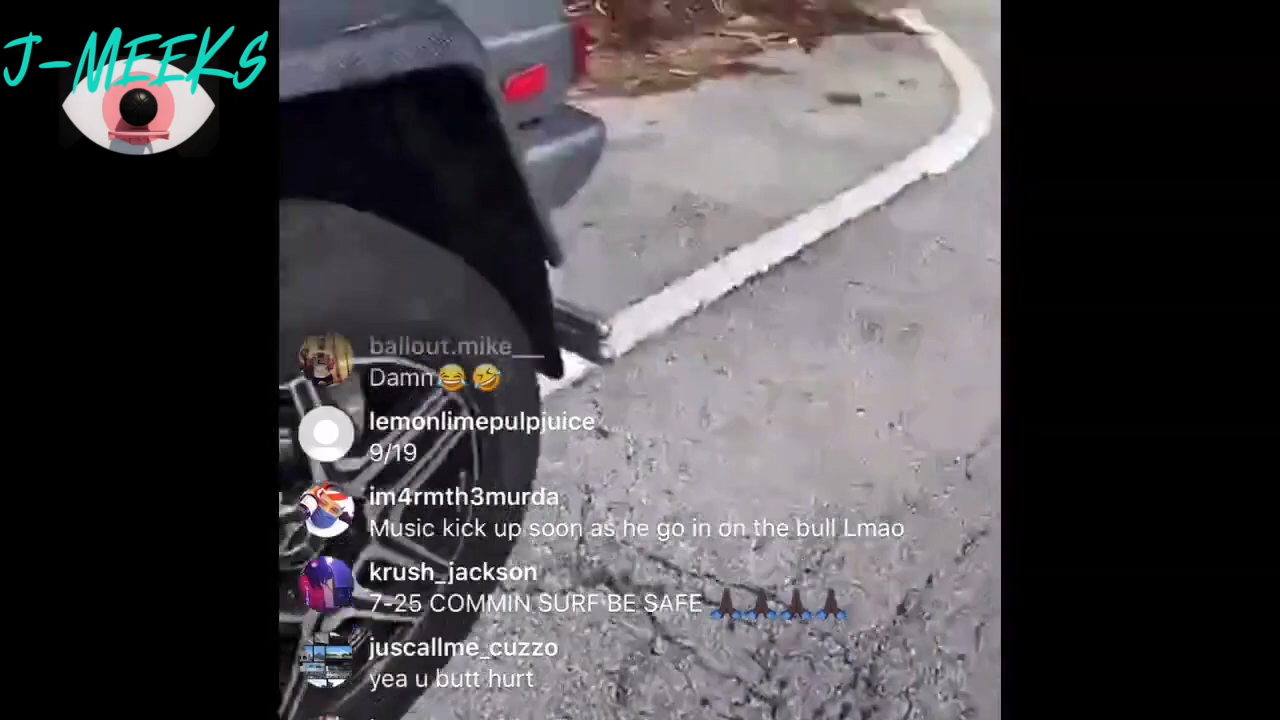 J-MEEKS
ballout.mike__
Damn😂🤣
lemonlimepulpjuice
9/19
im4rmth3murda
Music kick up soon as he go in on the bull Lmao
krush_jackson
7-25 COMMIN SURF BE SAFE 🙏🏿🙏🏿🙏🏿🙏🏿
juscallme_cuzzo
yea u butt hurt